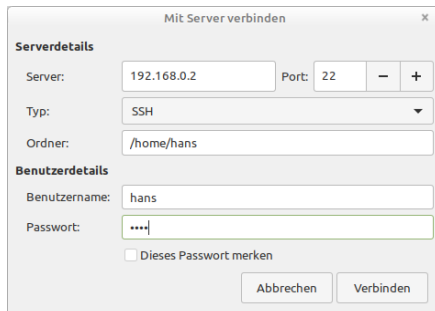 Mit Server verbinden
Serverdetails
Server: 192.168.0.2 Port: 22
Typ: SSH
Ordner: /home/hans
Benutzerdetails
Benutzername: hans
Passwort: ••••
Dieses Passwort merken
Abbrechen Verbinden